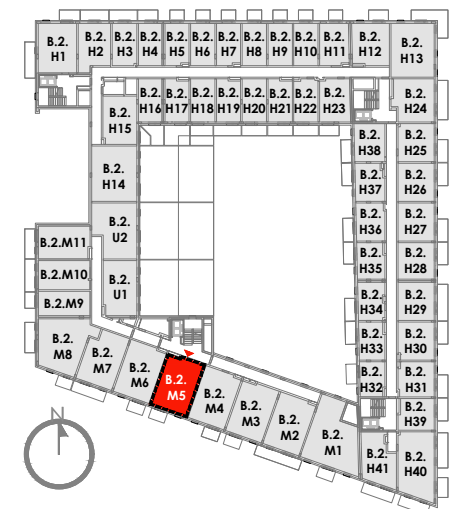 B.2.
H1
B.2.
H2
B.2.
H3
B.2.
H4
B.2.
H5
B.2.
H6
B.2.
H7
B.2.
H8
B.2.
H9
B.2.
H10
B.2.
H11
B.2.
H12
B.2.
H13
B.2.
H16
B.2.
H17
B.2.
H18
B.2.
H19
B.2.
H20
B.2.
H21
B.2.
H22
B.2.
H23
B.2.
H24
B.2.
H15
B.2.
H38
B.2.
H25
B.2.
H14
B.2.
H37
B.2.
H26
B.2.
U2
B.2.
H36
B.2.
H27
B.2.M11
B.2.
H35
B.2.
H28
B.2.M10
B.2.
U1
B.2.
H34
B.2.
H29
B.2.M9
B.2.
M8
B.2.
M7
B.2.
M6
B.2.
M5
B.2.
M4
B.2.
M3
B.2.
M2
B.2.
M1
B.2.
H33
B.2.
H30
B.2.
H32
B.2.
H31
B.2.
H39
B.2.
H41
B.2.
H40
N